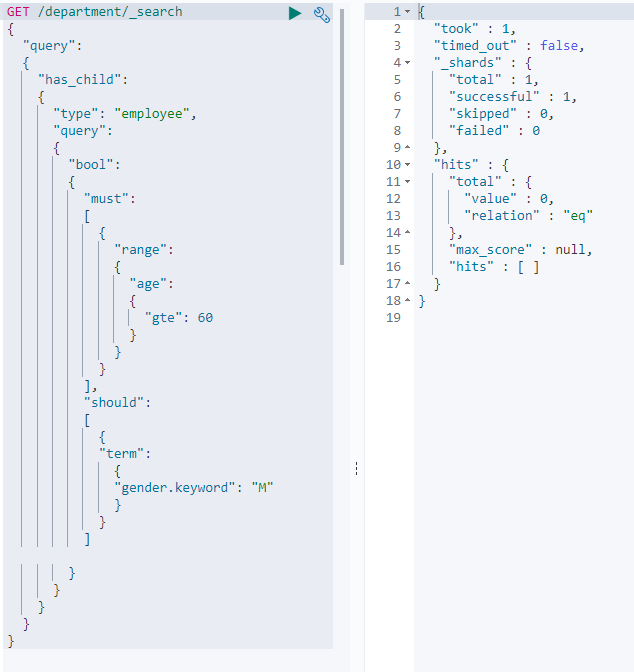 GET /department/_search
{
"query":
{
"has_child":
{
"type": "employee",
"query":
{
"bool":
{
"must":
[
{
"range":
{
"age":
{
"gte": 60
}
}
}
],
"should":
[
{
"term":
{
"gender.keyword": "M"
}
}
]
}
}
}
}
}
1 {
2 "took" : 1,
3 "timed_out" : false,
4 "_shards" : {
5 "total" : 1,
6 "successful" : 1,
7 "skipped" : 0,
8 "failed" : 0
9 },
10 "hits" : {
11 "total" : {
12 "value" : 0,
13 "relation" : "eq"
14 },
15 "max_score" : null,
16 "hits" : [ ]
17 }
18 }
19